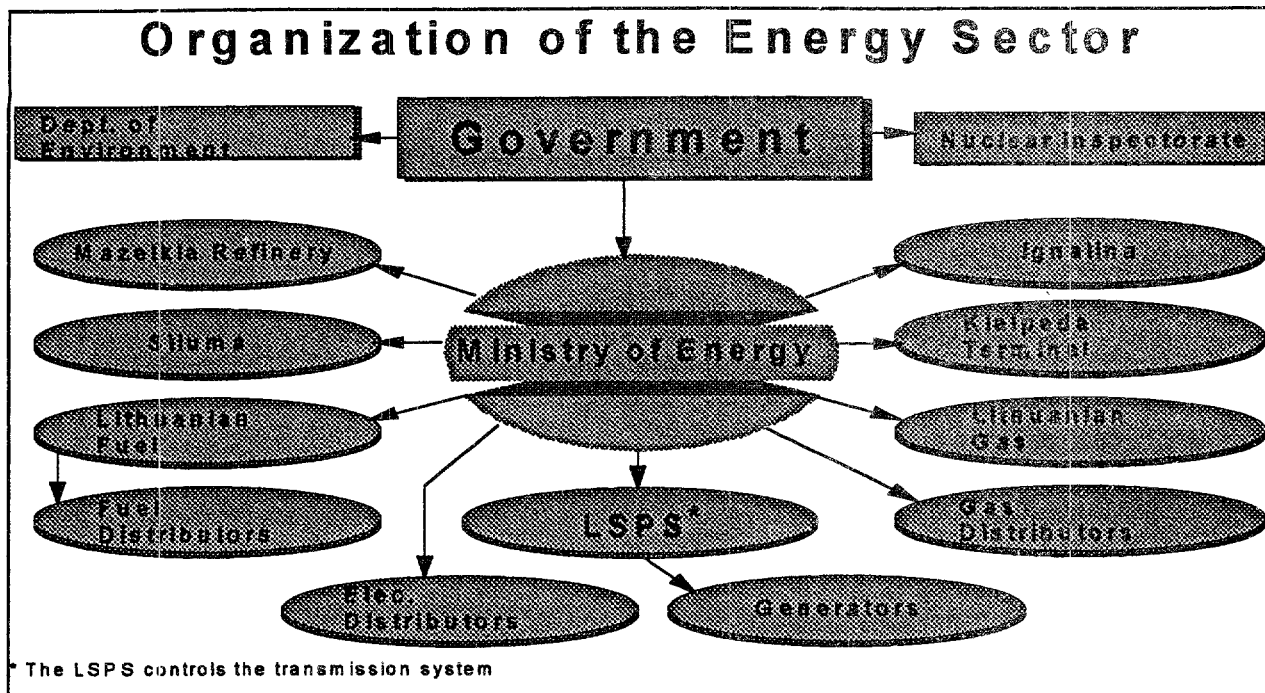 Organization of the Energy Sector
Dept. of
Environment
Government
Nuclear Inspectorate
Mazeikia Refinery
Ignalina
Siluma
Ministry of Energy
Kleipeda
Terminal
Lithuanian
Fuel
Lithuanian
Gas
Fuel
Distributors
LSPS*
Gas
Distributors
Elec.
Distributors
Generators
* The LSPS controls the transmission system